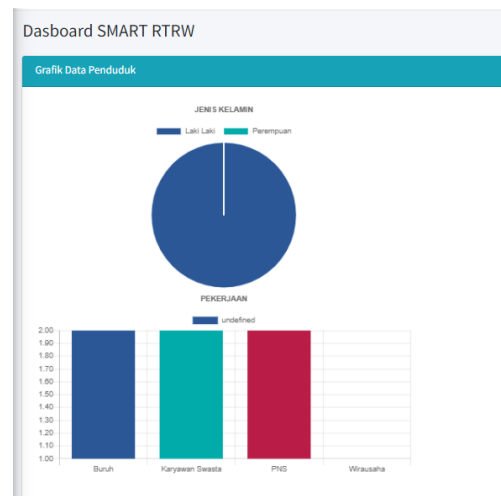 Dasboard SMART RTRW
Grafik Data Penduduk
JENIS KELAMIN
Laki Laki Perempuan
PEKERJAAN
undefined
2.00
1.90
1.80
1.70
1.60
1.50
1.40
1.30
1.20
1.10
1.00
Buruh Karyawan Swasta PNS Wirausaha